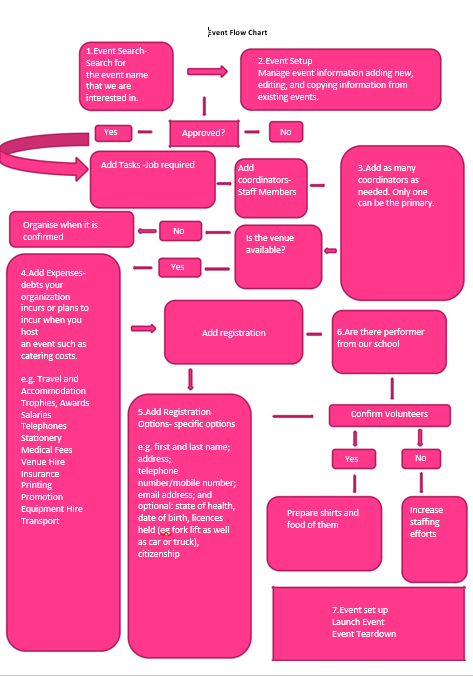 Event Flow Chart
1.Event Search-
Search for
the event name
that we are
interested in.
2.Event Setup
Manage event information adding new,
editing, and copying information from
existing events.
Yes
Approved?
No
Add Tasks -Job required
Add
coordinators-
Staff Members
3.Add as many
coordinators as
needed. Only one
can be the primary.
Organise when it is
confirmed
No
Is the venue
available?
Yes
4.Add Expenses-
debts your
organization
incurs or plans to
incur when you
host
an event such as
catering costs.
e.g. Travel and
Accommodation
Trophies, Awards
Salaries
Telephones
Stationery
Medical Fees
Venue Hire
Insurance
Printing
Promotion
Equipment Hire
Transport
Add registration
6.Are there performer
from our school
5.Add Registration
Options- specific options
e.g. first and last name;
address;
telephone
number/mobile number;
email address; and
optional: state of health,
date of birth, licences
held (eg fork lift as well
as car or truck),
citizenship
Confirm Volunteers
Yes
No
Prepare shirts and
food of them
Increase
staffing
efforts
7.Event set up
Launch Event
Event Teardown